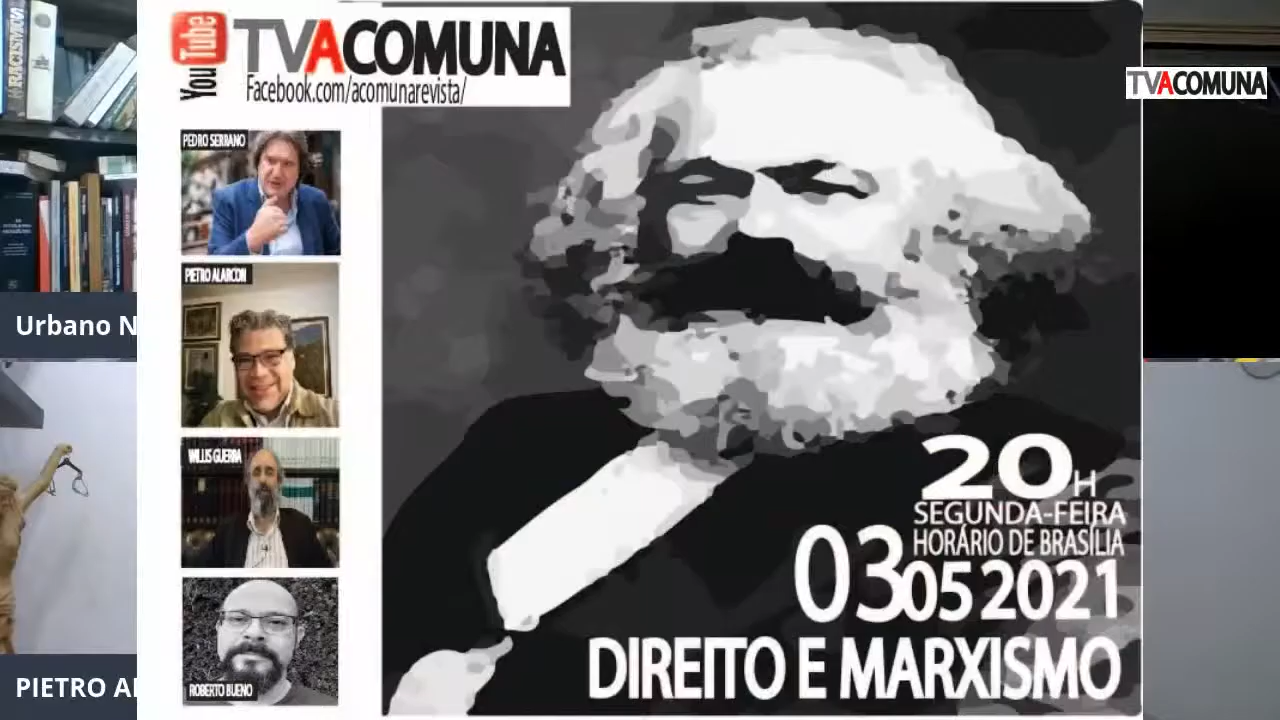 YouTube
TVACOMUNA
Facebook.com/acomunarevista/
TVACOMUNA
RACISMS
PEDRO SERRANO
PIETRO ALARCON
WILLIS GUERRA
ROBERTO BUENO
Urbano N
PIETRO Al
20H
SEGUNDA-FEIRA
HORÁRIO DE BRASÍLIA
03 05 2021
DIREITO E MARXISMO